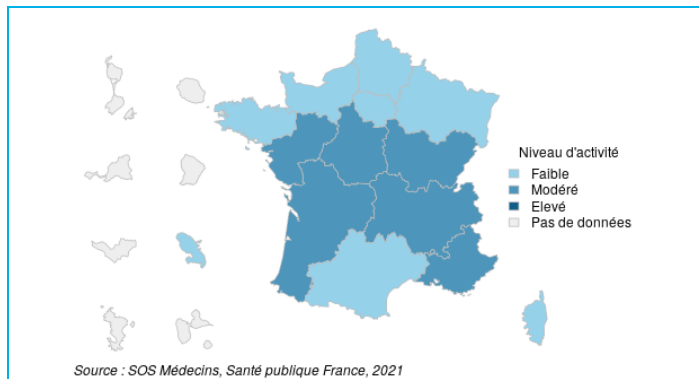 Niveau d'activité
Faible
Modéré
Elevé
Pas de données
Source : SOS Médecins, Santé publique France, 2021